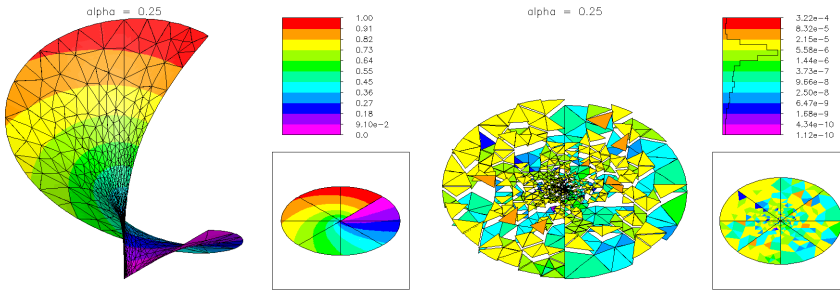 alpha = 0.25
1.00
0.91
0.82
0.73
0.64
0.55
0.45
0.36
0.27
0.18
9.10e-2
0.0
alpha = 0.25
3.22e-4
8.32e-5
2.15e-5
5.58e-6
1.44e-6
3.73e-7
9.66e-8
2.50e-8
6.47e-9
1.68e-9
4.34e-10
1.12e-10